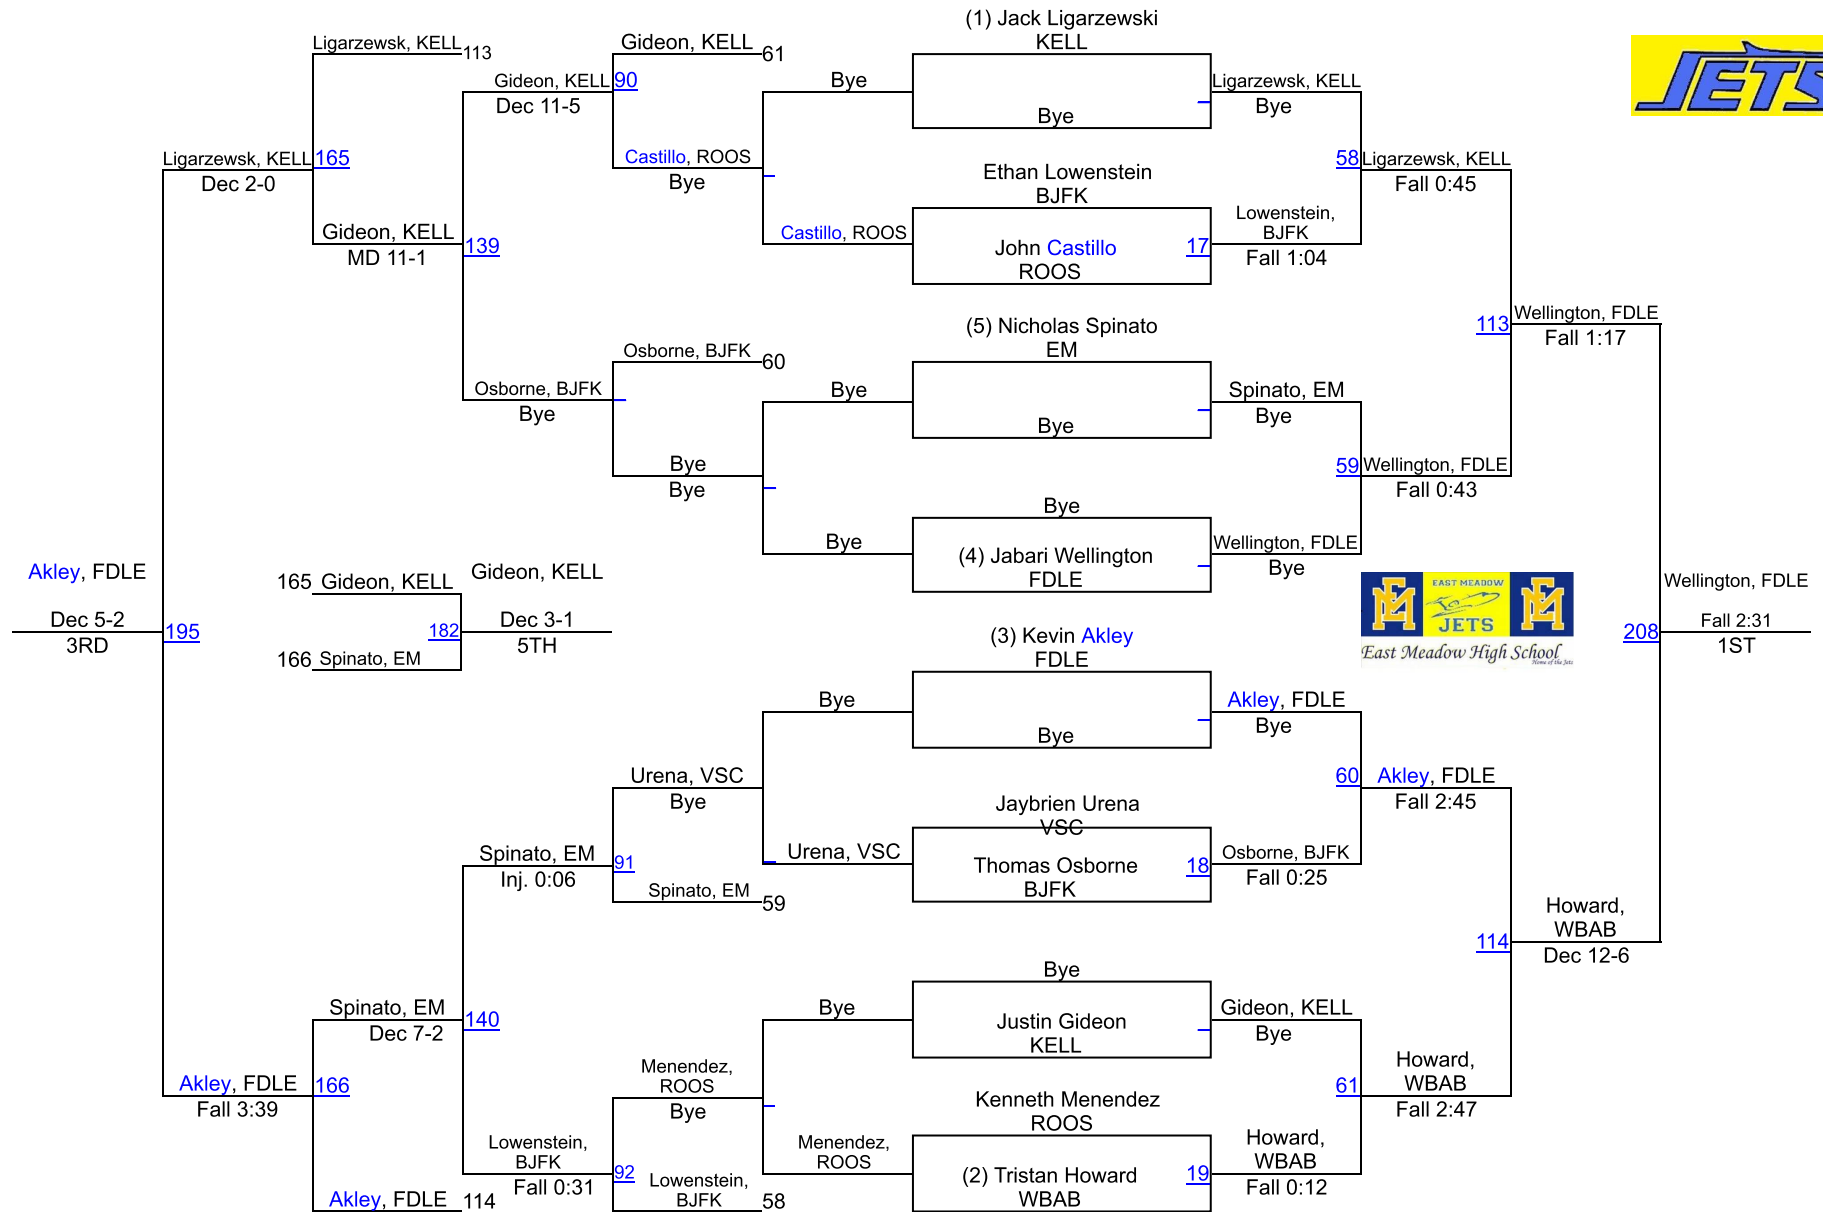 (1) Jack Ligarzewski
KELL
Ligarzewsk, KELL
113
Gideon, KELL
61
JETS
Gideon, KELL
90
Bye
Ligarzewsk, KELL
Dec 11-5
Bye
Bye
Ligarzewsk, KELL
165
Castillo, ROOS
58
Ligarzewsk, KELL
Dec 2-0
Bye
Ethan Lowenstein
BJFK
Fall 0:45
Gideon, KELL
139
Castillo, ROOS
John Castillo
ROOS
17
Lowenstein,
BJFK
Fall 1:04
MD 11-1
(5) Nicholas Spinato
EM
113
Wellington, FDLE
Fall 1:17
Osborne, BJFK
60
Osborne, BJFK
Bye
Bye
Spinato, EM
Bye
Bye
Bye
Bye
59
Wellington, FDLE
Fall 0:43
Bye
Bye
Bye
(4) Jabari Wellington
FDLE
Wellington, FDLE
Bye
Akley, FDLE
165
Gideon, KELL
Gideon, KELL
EAST MEADOW
JETS
East Meadow High School
Home of the Jets
Wellington, FDLE
Dec 5-2
3RD
195
182
Dec 3-1
5TH
208
Fall 2:31
1ST
166
Spinato, EM
(3) Kevin Akley
FDLE
Bye
Akley, FDLE
Bye
Bye
Urena, VSC
Bye
60
Akley, FDLE
Fall 2:45
Jaybrien Urena
VSC
Spinato, EM
Inj. 0:06
91
Urena, VSC
Thomas Osborne
BJFK
18
Osborne, BJFK
Fall 0:25
Spinato, EM
59
Howard,
WBAB
Dec 12-6
114
Bye
Spinato, EM
Dec 7-2
140
Bye
Justin Gideon
KELL
Gideon, KELL
Bye
Menendez,
ROOS
Bye
Howard,
WBAB
Fall 2:47
61
Akley, FDLE
Fall 3:39
166
Kenneth Menendez
ROOS
Lowenstein,
BJFK
Fall 0:31
92
Menendez,
ROOS
(2) Tristan Howard
WBAB
19
Howard,
WBAB
Fall 0:12
Akley, FDLE
114
Lowenstein,
BJFK
58